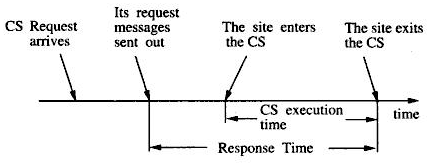 CS Request
arrives
Its request
messages
sent out
The site enters
the CS
The site exits
the CS
CS execution
time
time
Response Time